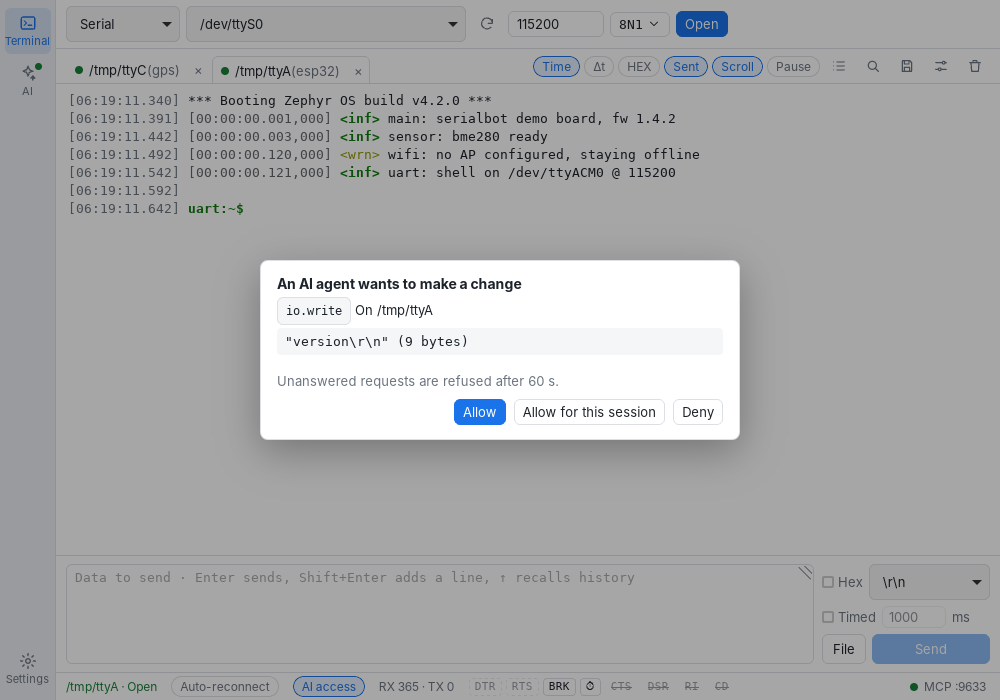 Serial
/dev/ttyS0
115200
8N1
Open
Terminal
AI
/tmp/ttyC(gps) ×
/tmp/ttyA(esp32) ×
Time
Δt
HEX
Sent
Scroll
Pause
[06:19:11.340] *** Booting Zephyr OS build v4.2.0 ***
[06:19:11.391] [00:00:00.001,000] <inf> main: serialbot demo board, fw 1.4.2
[06:19:11.442] [00:00:00.003,000] <inf> sensor: bme280 ready
[06:19:11.492] [00:00:00.120,000] <wrn> wifi: no AP configured, staying offline
[06:19:11.542] [00:00:00.121,000] <inf> uart: shell on /dev/ttyACM0 @ 115200
[06:19:11.592]
[06:19:11.642] uart:~$
An AI agent wants to make a change
io.write On /tmp/ttyA
"version\r\n" (9 bytes)
Unanswered requests are refused after 60 s.
Allow
Allow for this session
Deny
Data to send · Enter sends, Shift+Enter adds a line, ↑ recalls history
Hex
\r\n
Timed 1000 ms
File
Send
Settings
/tmp/ttyA · Open
Auto-reconnect
AI access
RX 365 · TX 0
DTR
RTS
BRK
CTS
DSR
RI
CD
MCP :9633